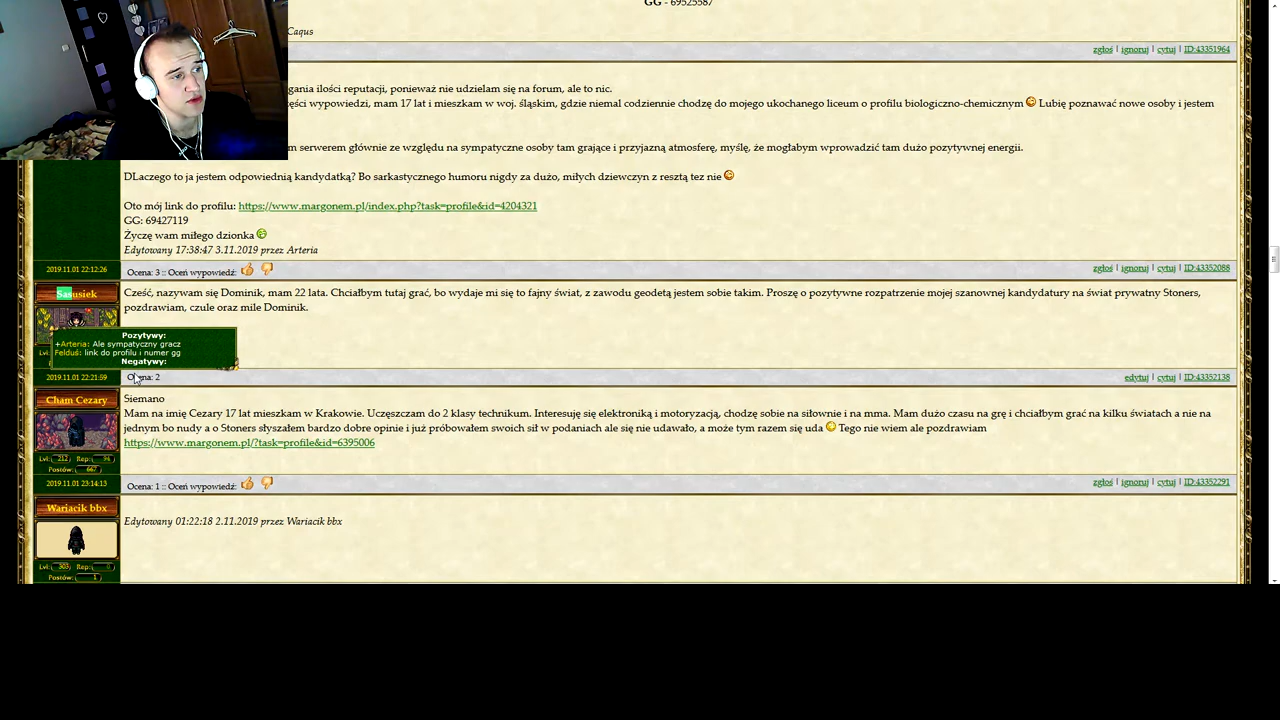 GG - 69525587
Caqus
zgłoś | ignoruj | cytuj | ID:43351964
gania ilości reputacji, ponieważ nie udzielam się na forum, ale to nic.
ęści wypowiedzi, mam 17 lat i mieszkam w woj. śląskim, gdzie niemal codziennie chodzę do mojego ukochanego liceum o profilu biologiczno-chemicznym Lubię poznawać nowe osoby i jestem
m serwerem głównie ze względu na sympatyczne osoby tam grające i przyjazną atmosferę, myślę, że mogłabym wprowadzić tam dużo pozytywnej energii.
DLaczego to ja jestem odpowiednią kandydatką? Bo sarkastycznego humoru nigdy za dużo, miłych dziewczyn z resztą tez nie
Oto mój link do profilu: https://www.margonem.pl/index.php?task=profile&id=4204321
GG: 69427119
Życzę wam miłego dzionka
Edytowany 17:38:47 3.11.2019 przez Arteria
2019.11.01 22:12:26
Ocena: 3 :: Oceń wypowiedź:
zgłoś | ignoruj | cytuj | ID:43352088
Sasusiek
Cześć, nazywam się Dominik, mam 22 lata. Chciałbym tutaj grać, bo wydaje mi się to fajny świat, z zawodu geodetą jestem sobie takim. Proszę o pozytywne rozpatrzenie mojej szanownej kandydatury na świat prywatny Stoners,
pozdrawiam, czule oraz mile Dominik.
Pozytywy:
+Arteria: Ale sympatyczny gracz
Felduś: link do profilu i numer gg
Negatywy:
Lvl:
2019.11.01 22:21:59
Ocena: 2
edytuj | cytuj | ID:43352138
Cham Cezary
Siemano
Mam na imię Cezary 17 lat mieszkam w Krakowie. Uczęszczam do 2 klasy technikum. Interesuję się elektroniką i motoryzacją, chodzę sobie na siłownie i na mma. Mam dużo czasu na grę i chciałbym grać na kilku światach a nie na
jednym bo nudy a o Stoners słyszałem bardzo dobre opinie i już próbowałem swoich sił w podaniach ale się nie udawało, a może tym razem się uda Tego nie wiem ale pozdrawiam
https://www.margonem.pl/?task=profile&id=6395006
Lvl: 212 Rep: 94
Postów: 667
2019.11.01 23:14:13
Ocena: 1 :: Oceń wypowiedź:
zgłoś | ignoruj | cytuj | ID:43352291
Wariacik bbx
Edytowany 01:22:18 2.11.2019 przez Wariacik bbx
Lvl: 303 Rep: 0
Postów: 1